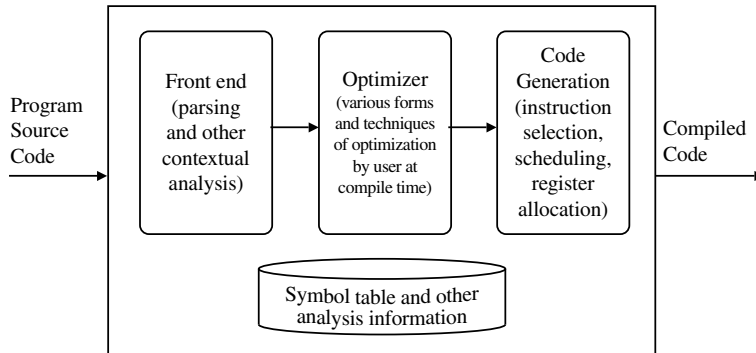 Program
Source
Code
Front end
(parsing
and other
contextual
analysis)
Optimizer
(various forms
and techniques
of optimization
by user at
compile time)
Code
Generation
(instruction
selection,
scheduling,
register
allocation)
Compiled
Code
Symbol table and other
analysis information